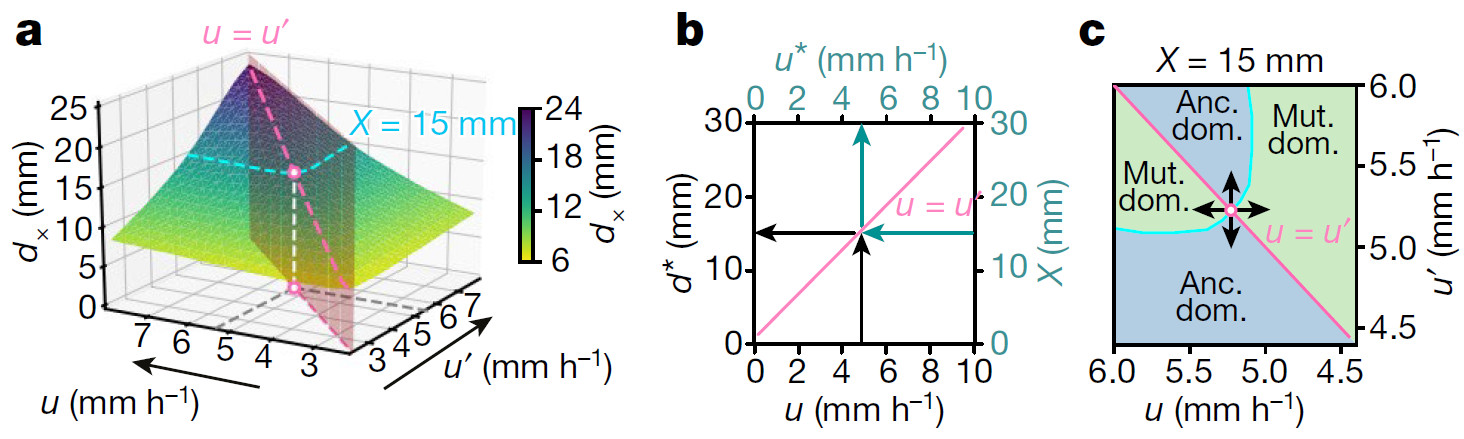 a
u = u′
X = 15 mm
25
20
15
10
5
0
dₓ (mm)
24
18
12
6
dₓ (mm)
7
6
5
4
3
3
4
5
6
7
u (mm h⁻¹)
u′ (mm h⁻¹)
b
u* (mm h⁻¹)
0 2 4 6 8 10
30
20
10
0
d* (mm)
u = u′
30
20
10
0
X (mm)
0 2 4 6 8 10
u (mm h⁻¹)
c
X = 15 mm
Anc.
dom.
Mut.
dom.
Mut.
dom.
u = u′
Anc.
dom.
6.0
5.5
5.0
4.5
u′ (mm h⁻¹)
6.0 5.5 5.0 4.5
u (mm h⁻¹)